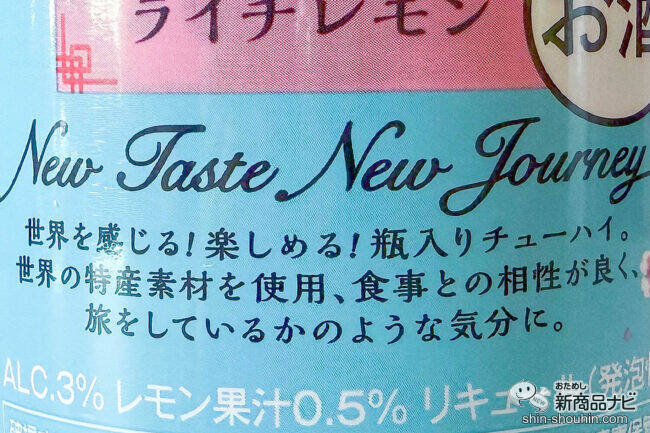 ライチレモン
お酒
New Taste New Journey
世界を感じる!楽しめる!瓶入りチューハイ。
世界の特産素材を使用、食事との相性が良く、
旅をしているかのような気分に。
ALC.3% レモン果汁0.5% リキュ
(発泡
おためし
新商品ナビ
shin-shouhin.com